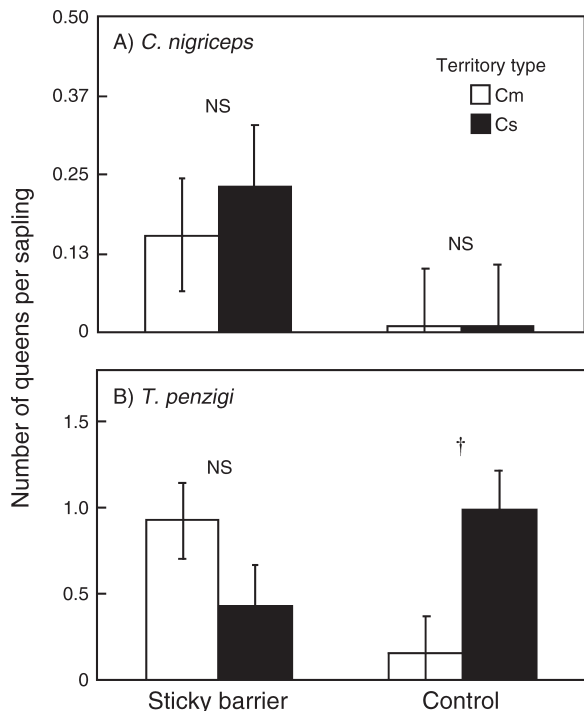 Number of queens per sapling
0.50
0.37
0.25
0.13
0
A) C. nigriceps
Territory type
Cm
Cs
NS
NS
1.5
1.0
0.5
0
B) T. penzigi
NS
†
Sticky barrier
Control